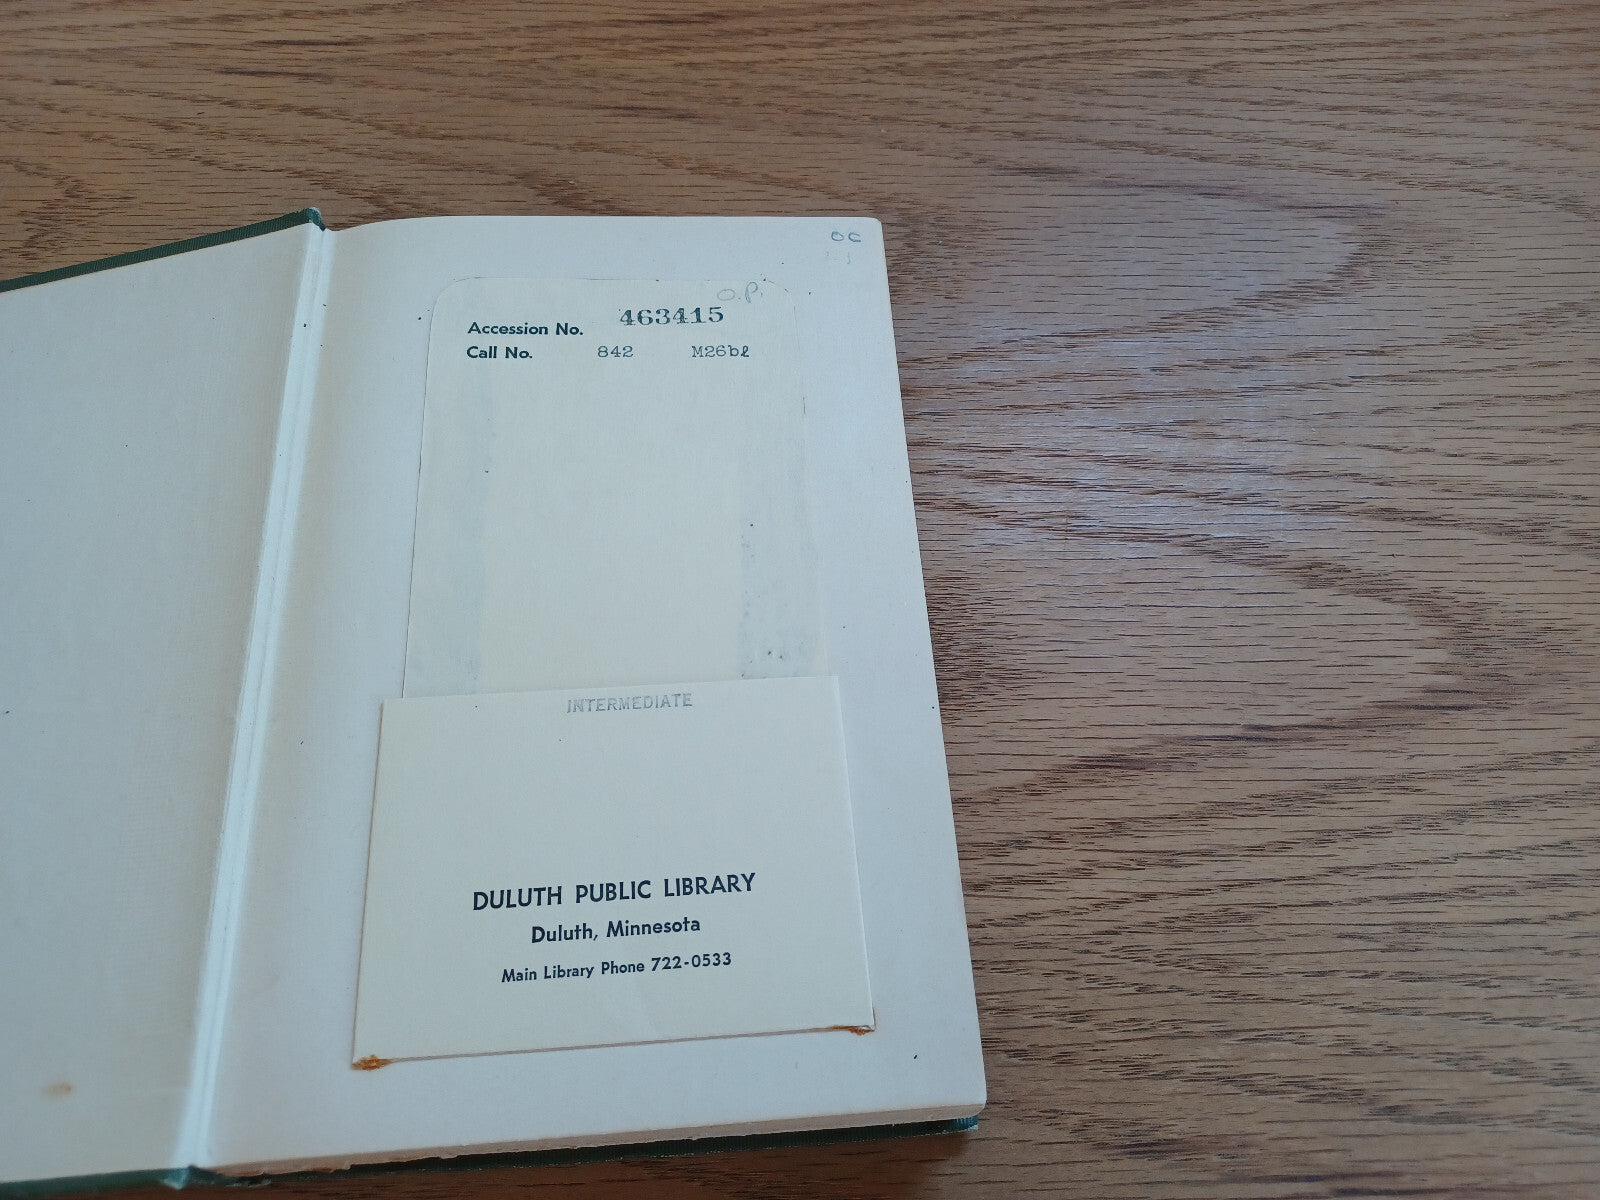 OC
O.P.
Accession No. 463415
Call No. 842 M26bl
INTERMEDIATE
DULUTH PUBLIC LIBRARY
Duluth, Minnesota
Main Library Phone 722-0533